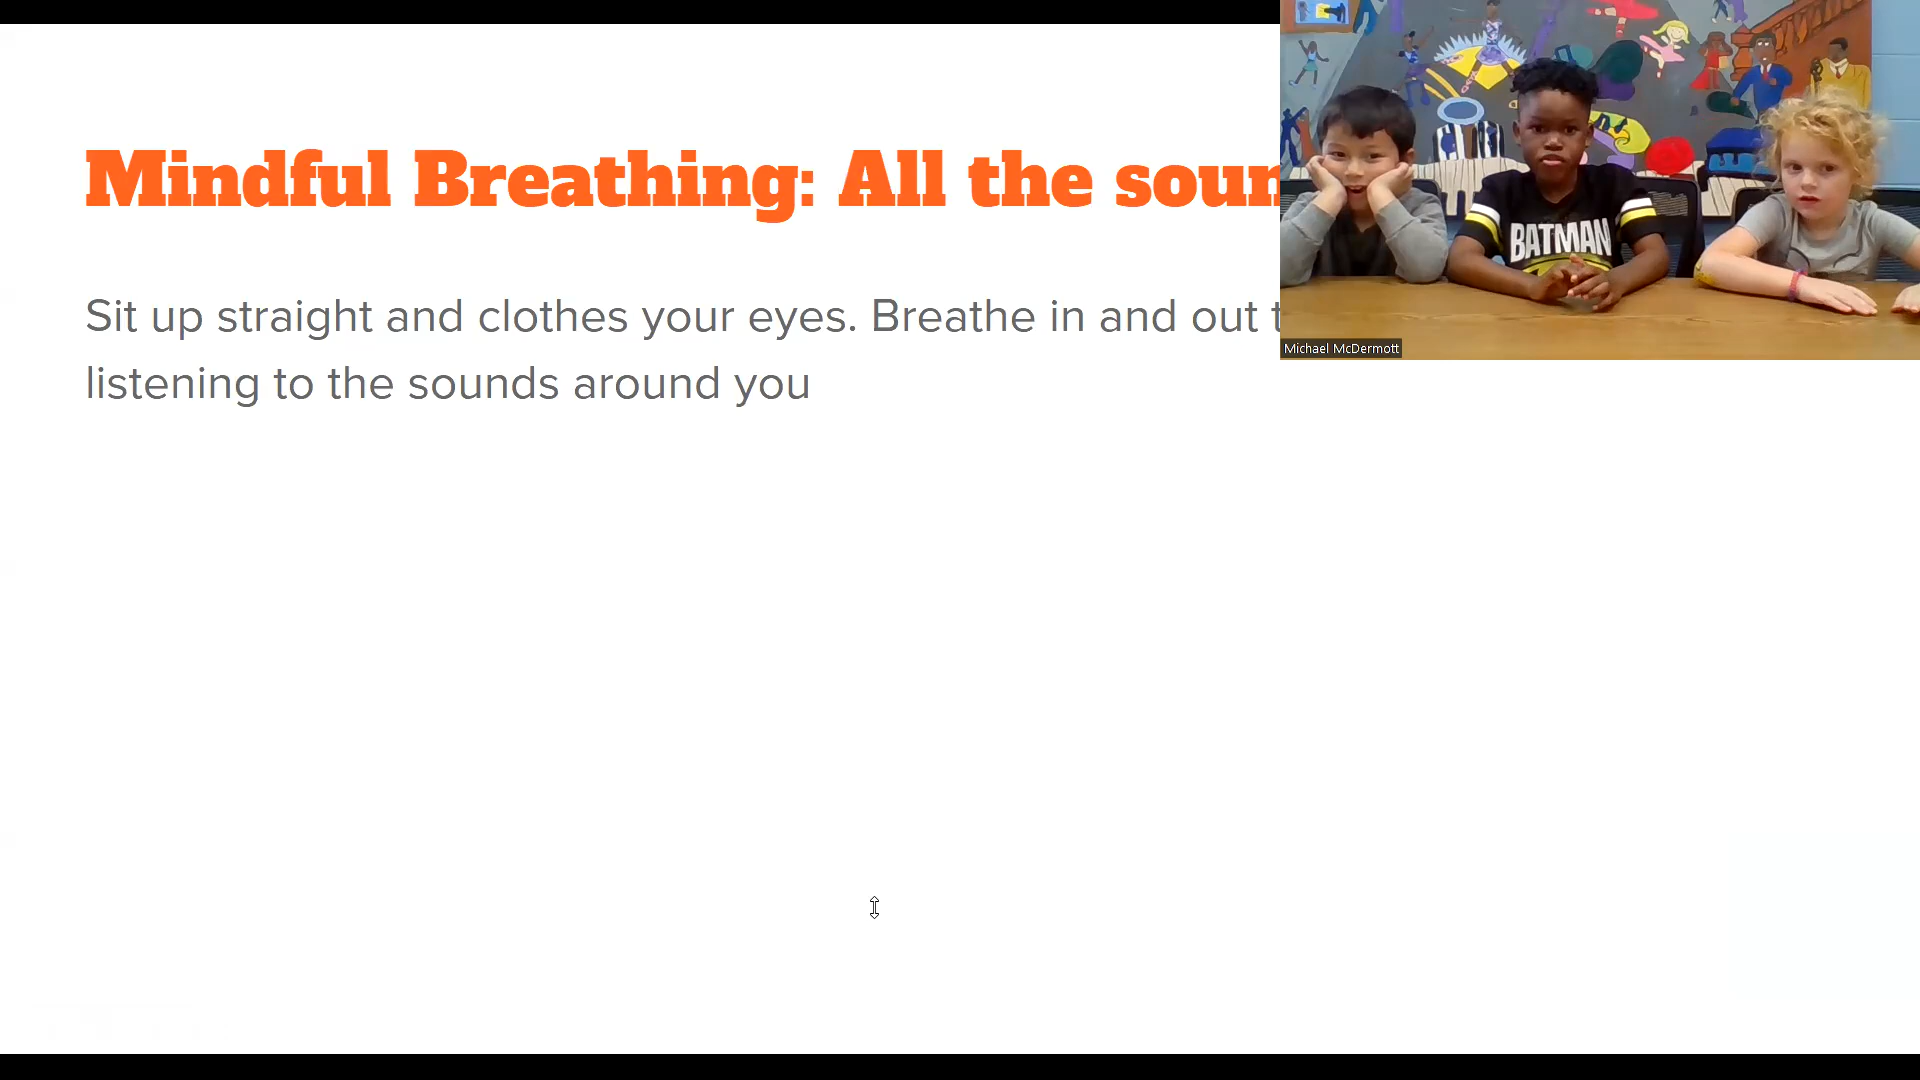 Mindful Breathing: All the soun
Sit up straight and clothes your eyes. Breathe in and out t
listening to the sounds around you
BATMAN
Michael McDermott